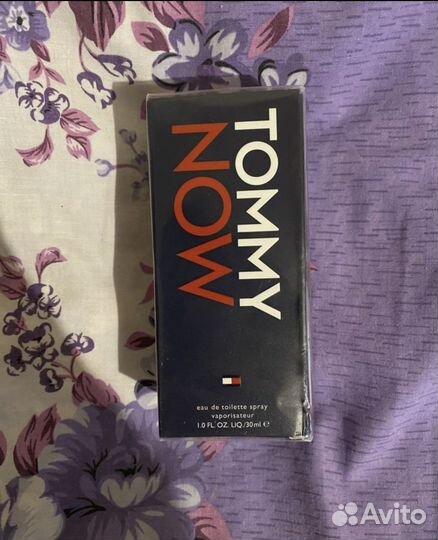 TOMMY
NOW
eau de toilette spray
vaporisateur
1.0 FL. OZ. LIQ./30ml ℮
Avito